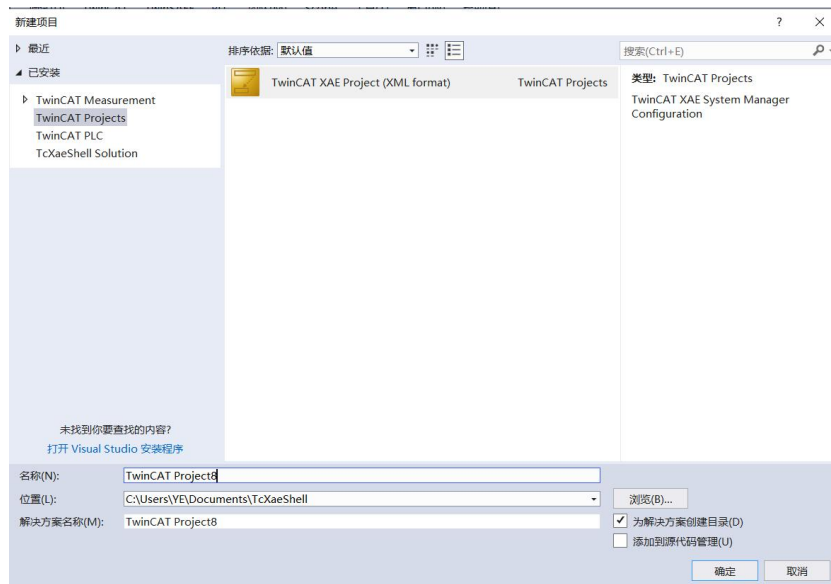 新建项目
? ×
最近
排序依据: 默认值
搜索(Ctrl+E)
已安装
TwinCAT Measurement
TwinCAT Projects
TwinCAT PLC
TcXaeShell Solution
TwinCAT XAE Project (XML format) TwinCAT Projects
类型: TwinCAT Projects
TwinCAT XAE System Manager
Configuration
未找到你要查找的内容?
打开 Visual Studio 安装程序
名称(N): TwinCAT Project8
位置(L): C:\Users\YE\Documents\TcXaeShell 浏览(B)...
解决方案名称(M): TwinCAT Project8 为解决方案创建目录(D)
添加到源代码管理(U)
确定 取消